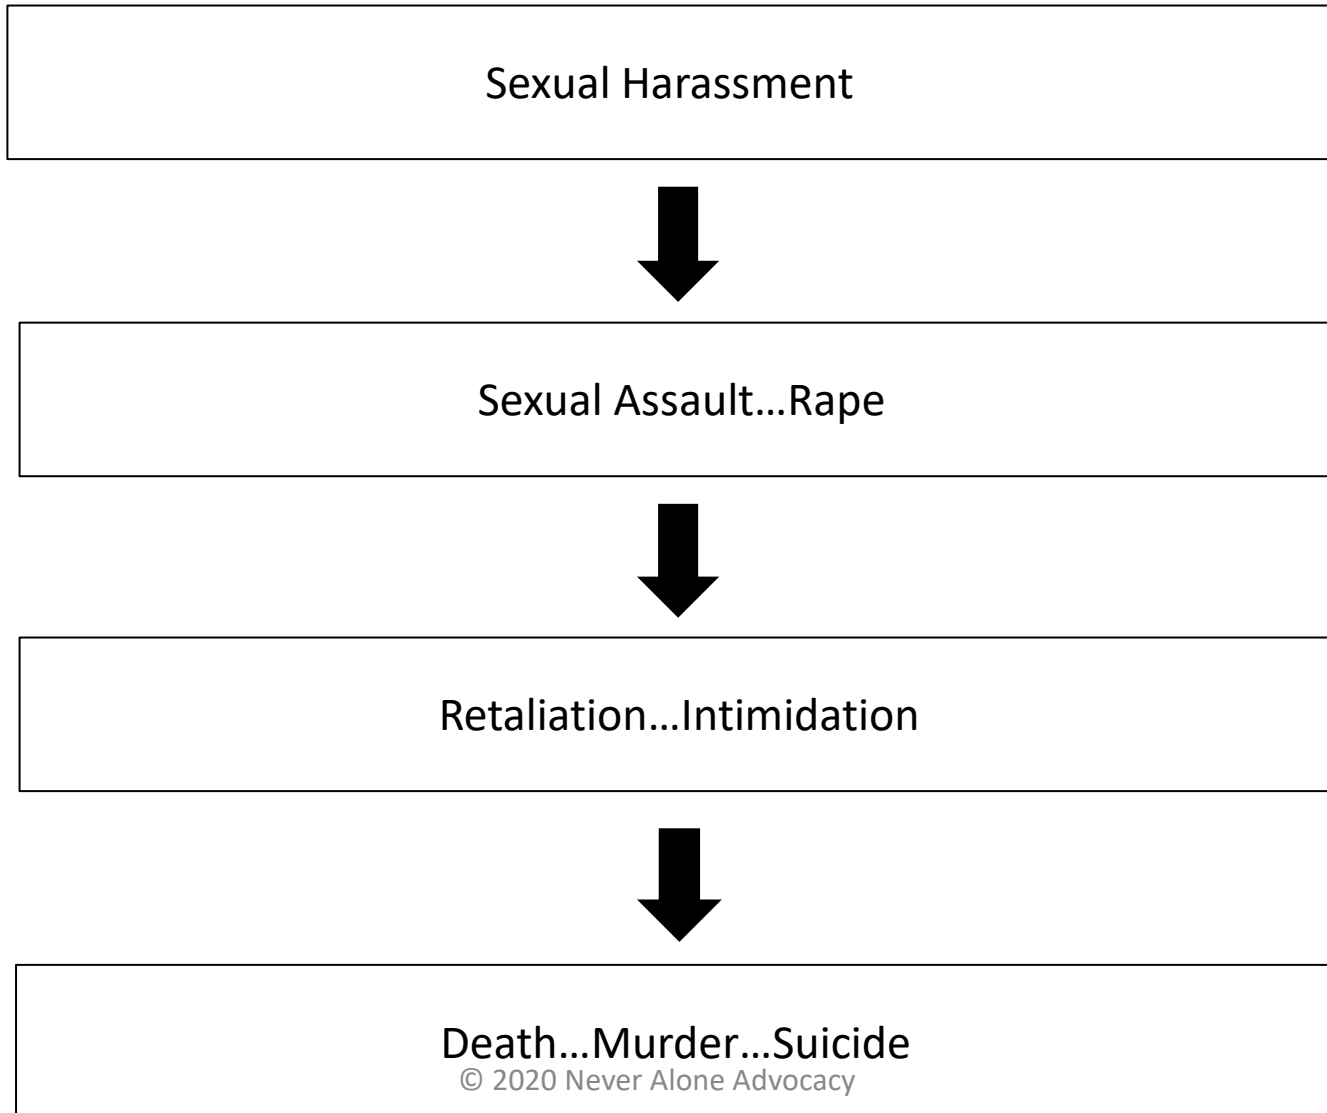 Sexual Harassment
Sexual Assault...Rape
Retaliation...Intimidation
Death...Murder...Suicide
© 2020 Never Alone Advocacy